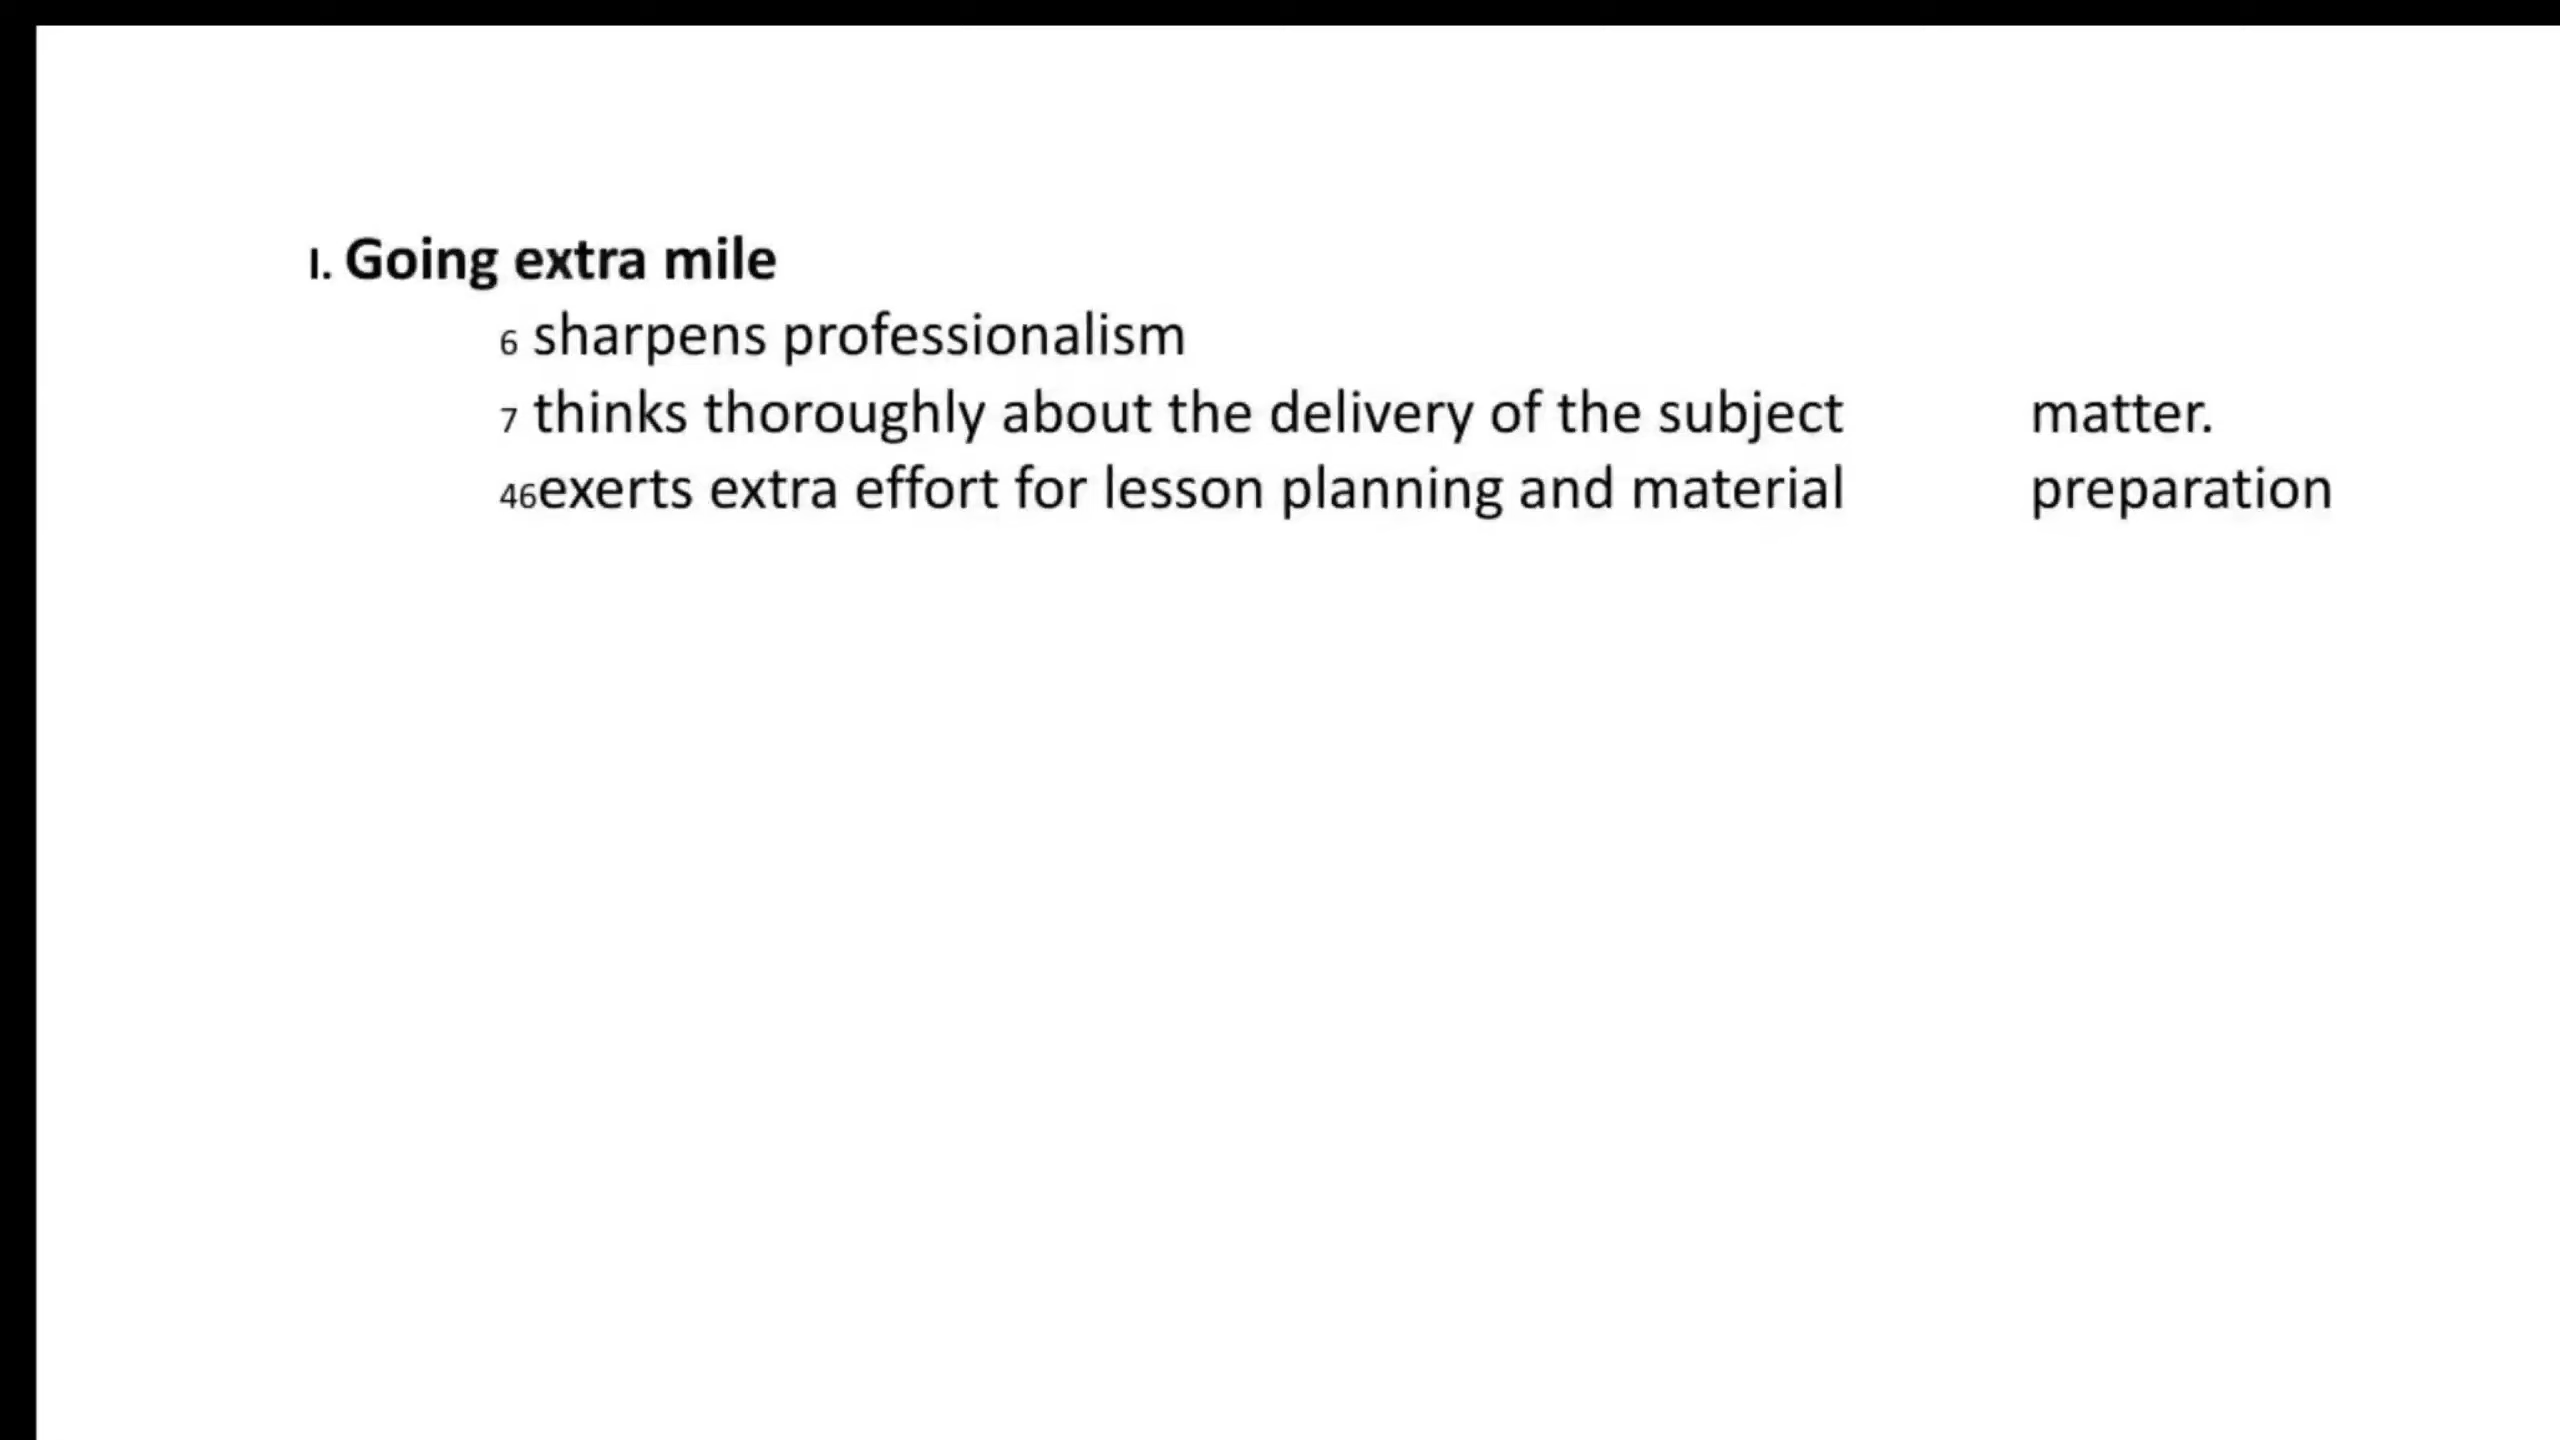 I. Going extra mile
6 sharpens professionalism
7 thinks thoroughly about the delivery of the subject matter.
46exerts extra effort for lesson planning and material preparation